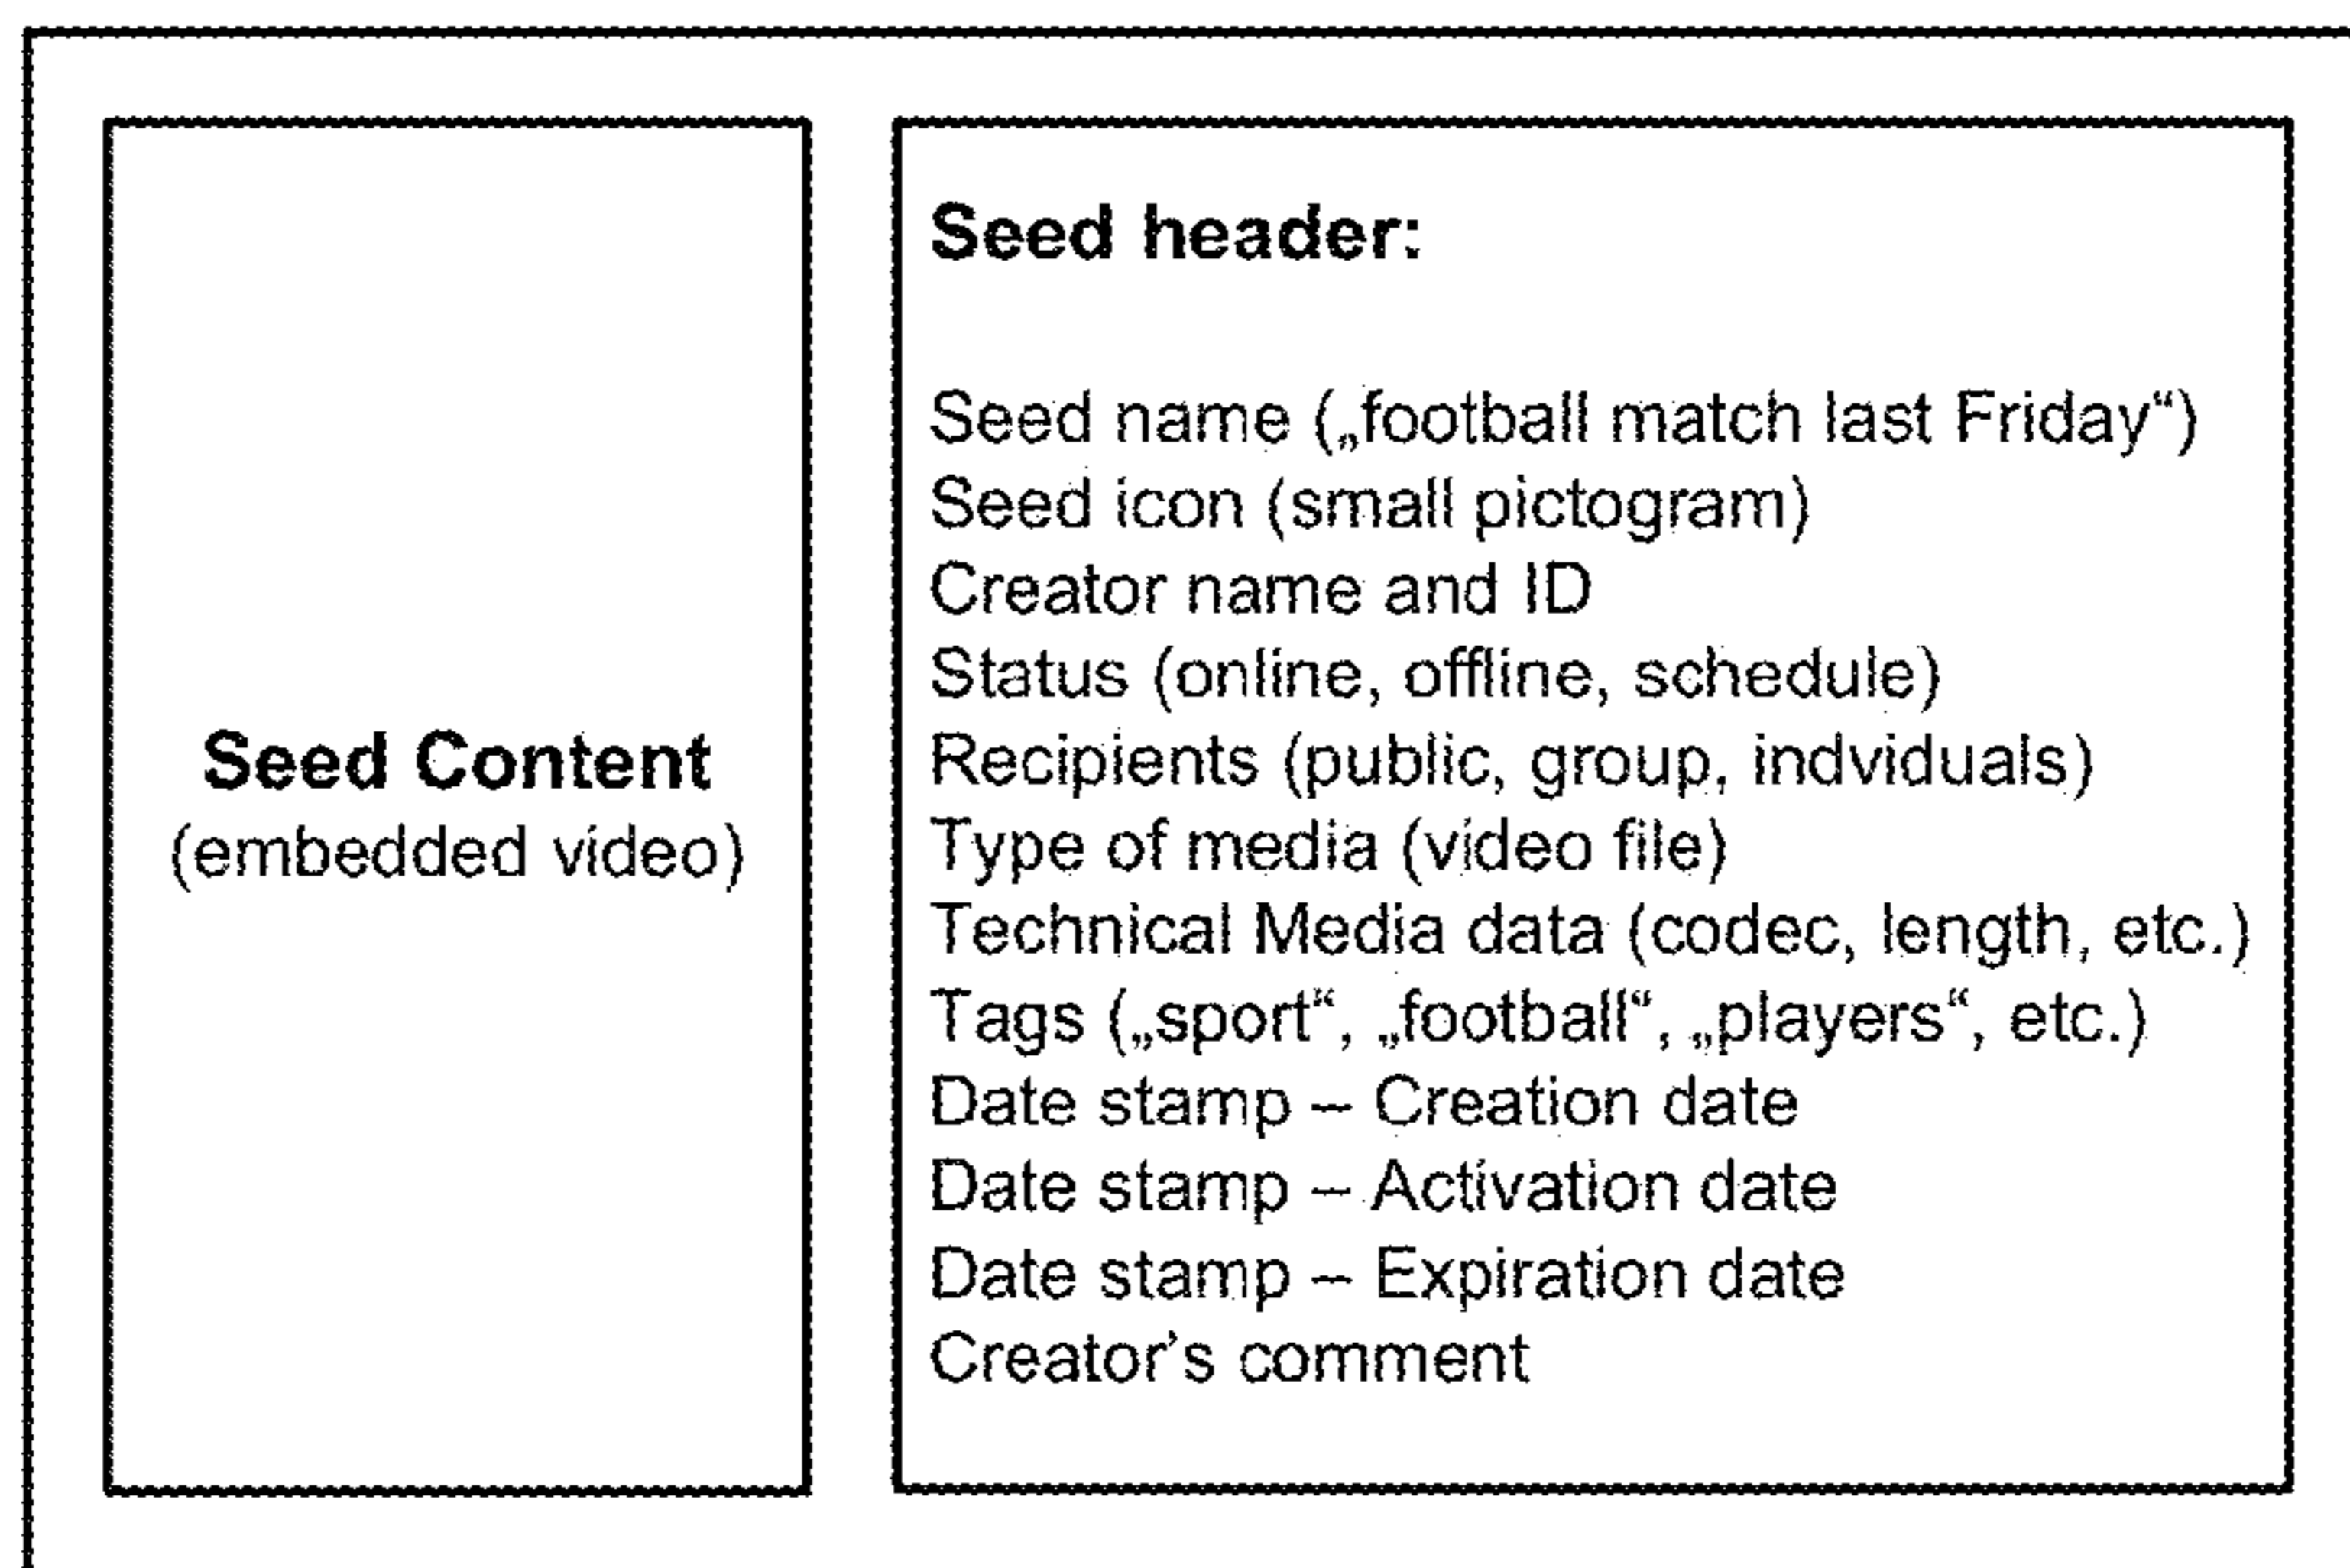 Seed Content
(embedded video)
Seed header:
Seed name („football match last Friday“)
Seed icon (small pictogram)
Creator name and ID
Status (online, offline, schedule)
Recipients (public, group, indviduals)
Type of media (video file)
Technical Media data (codec, length, etc.)
Tags („sport“, „football“, „players“, etc.)
Date stamp – Creation date
Date stamp – Activation date
Date stamp – Expiration date
Creator's comment